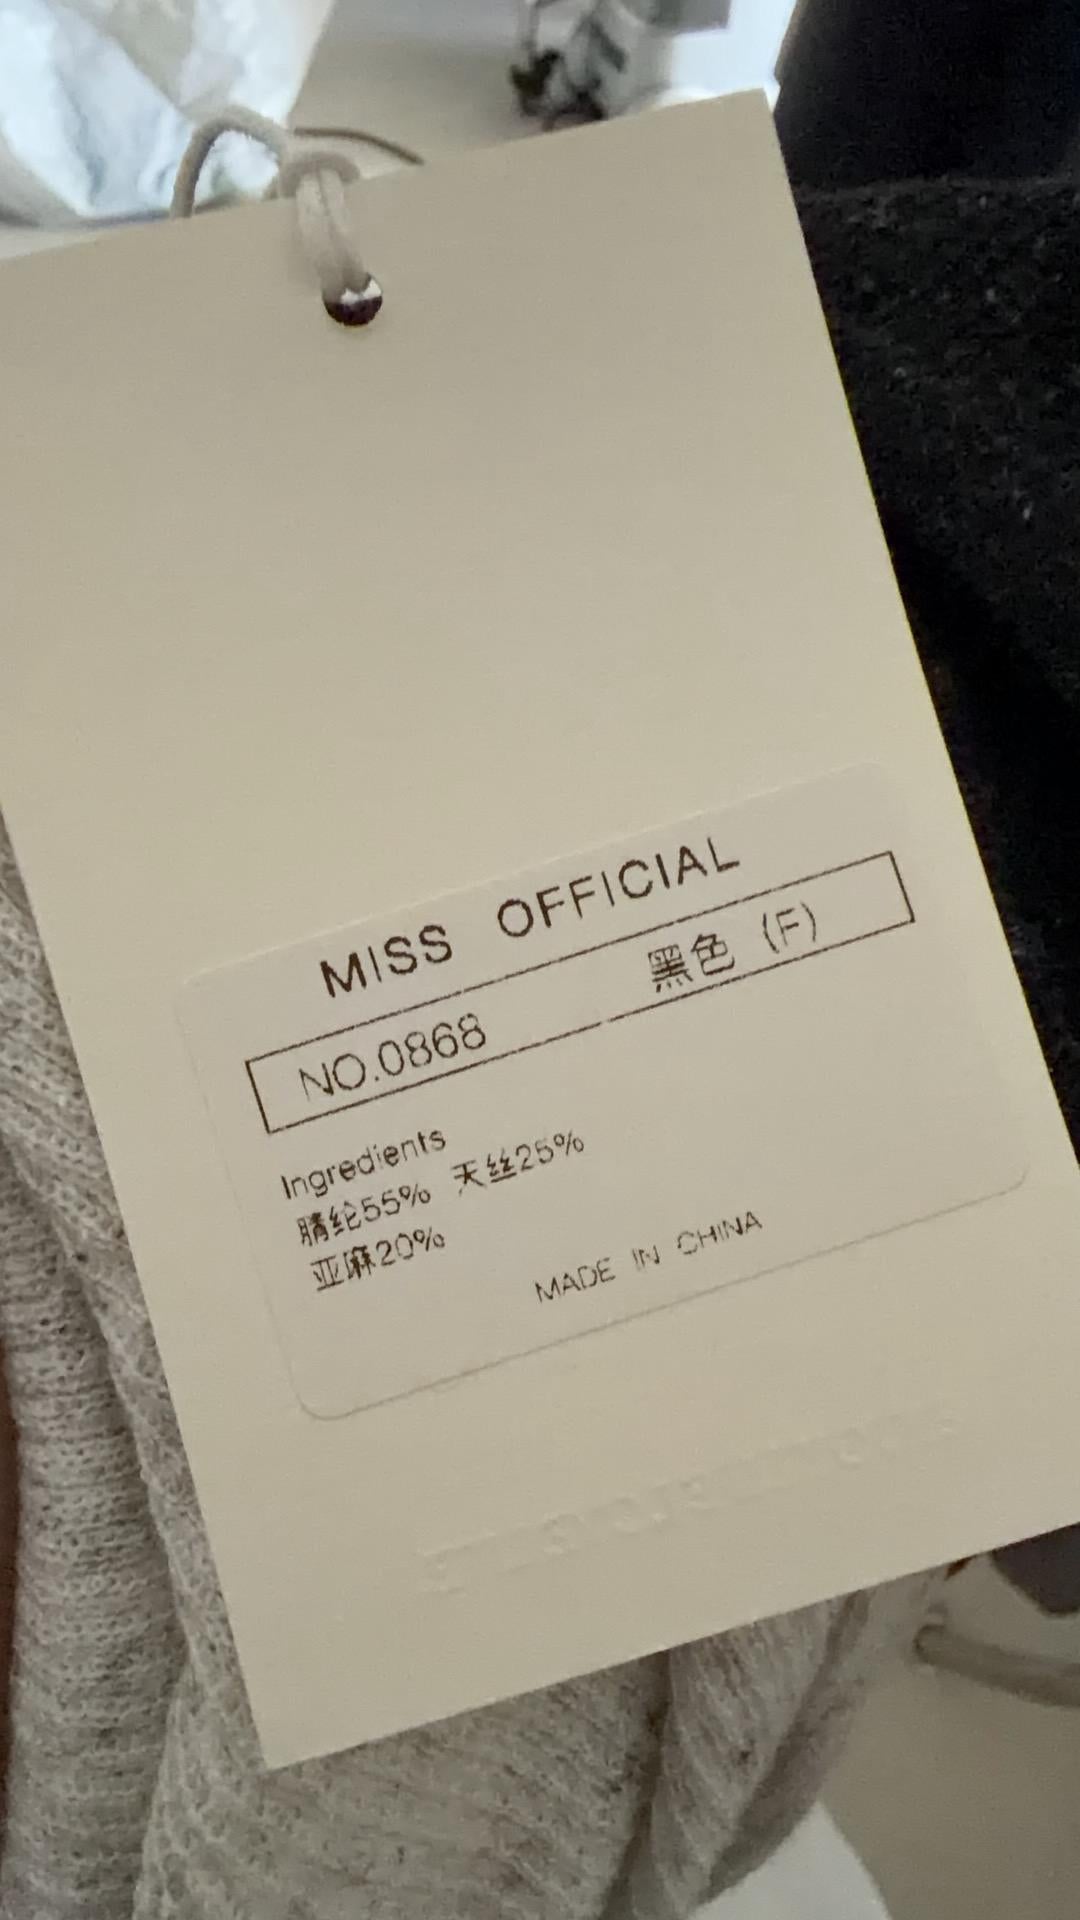 MISS OFFICIAL
NO.0868 黑色 (F)
Ingredients
腈纶55% 天丝25%
亚麻20%
MADE IN CHINA